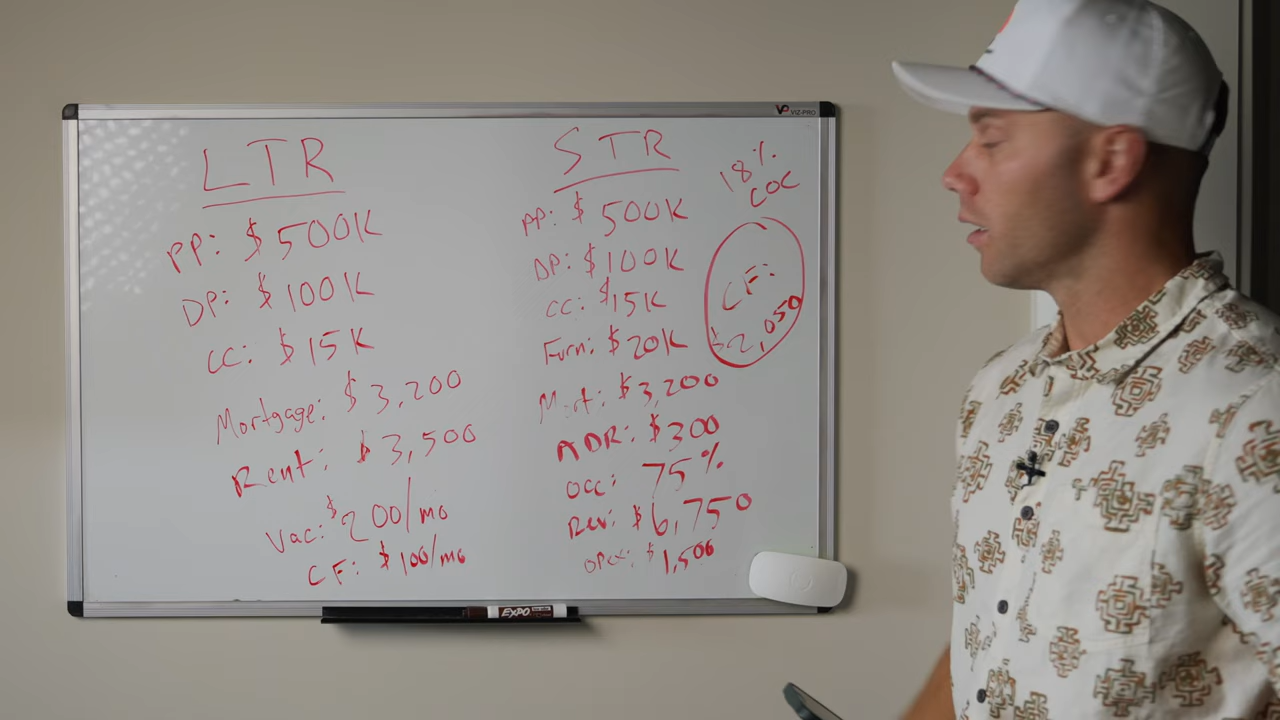 LTR
PP: $500K
DP: $100K
CC: $15K
Mortgage: $3,200
Rent: $3,500
Vac: $200/mo
CF: $100/mo
STR
PP: $500K
DP: $100K
CC: $15K
Furn: $20K
Mort: $3,200
ADR: $300
OCC: 75%
Rev: $6,750
OPEX: $1,500
18%
COC
CF:
$2,050
VIZ-PRO
EXPO